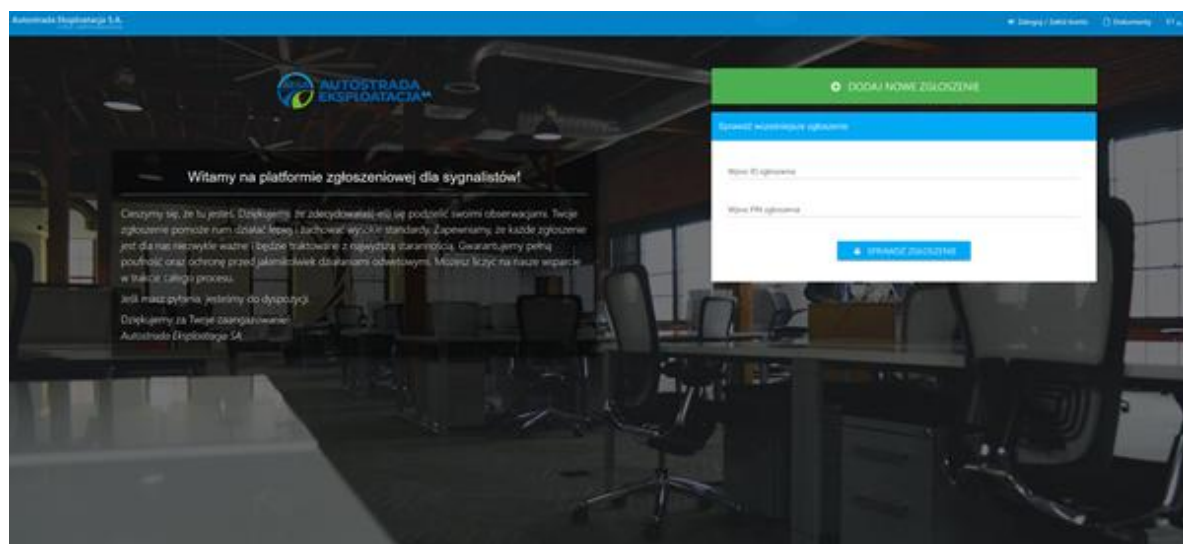 Autostrada Eksploatacja S.A.
Zaloguj / Załóż konto
Dokumenty
AUTOSTRADA
EKSPLOATACJA SA
DODAJ NOWE ZGŁOSZENIE
Sprawdź wcześniejsze zgłoszenie
Wpisz ID zgłoszenia
Wpisz PIN zgłoszenia
SPRAWDŹ ZGŁOSZENIE
Witamy na platformie zgłoszeniowej dla sygnalistów!
Cieszymy się, że tu jesteś. Dziękujemy, że zdecydowałaś(-eś) się podzielić swoimi obserwacjami. Twoje
zgłoszenie pomoże nam działać lepiej i zachować wysokie standardy. Zapewniamy, że każde zgłoszenie
jest dla nas niezwykle ważne i będzie traktowane z najwyższą starannością. Gwarantujemy pełną
poufność oraz ochronę przed jakimikolwiek działaniami odwetowymi. Możesz liczyć na nasze wsparcie
w trakcie całego procesu.
Jeśli masz pytania, jesteśmy do dyspozycji.
Dziękujemy za Twoje zaangażowanie!
Autostrada Eksploatacja SA